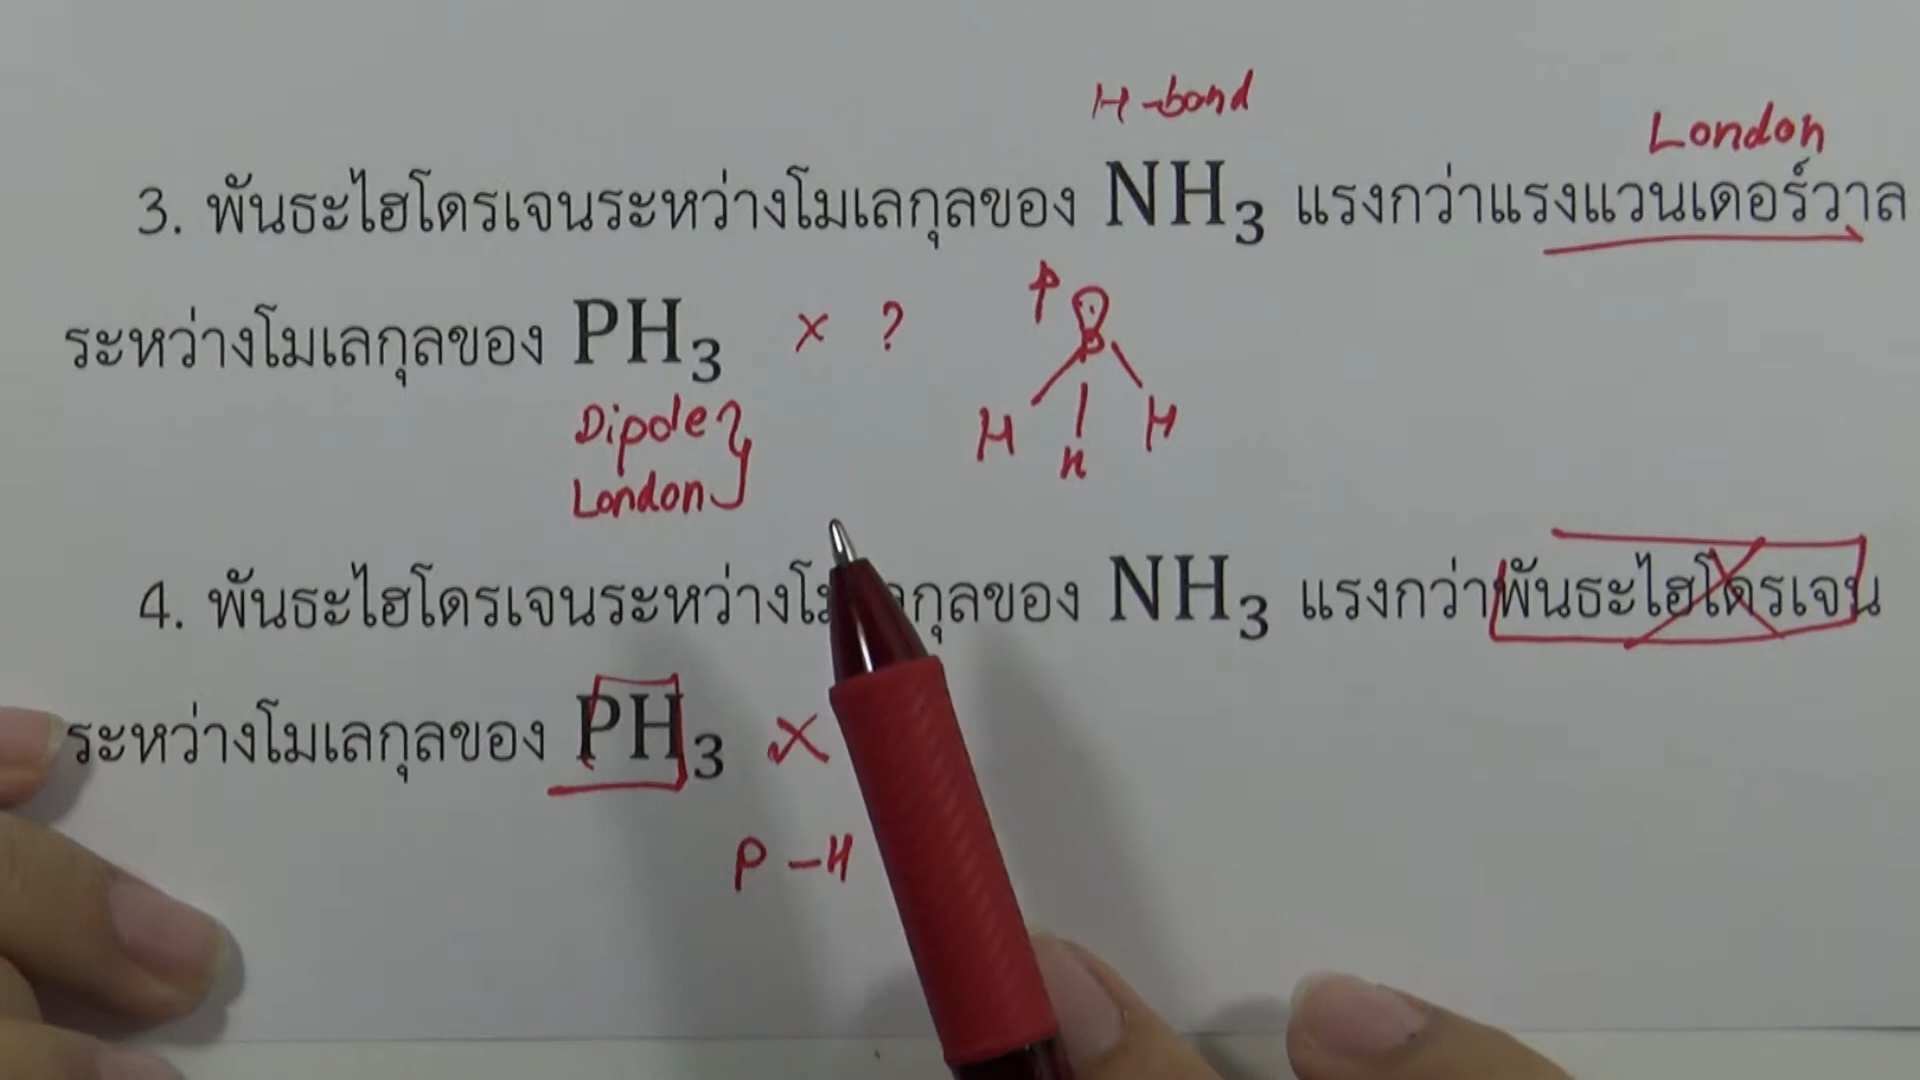 H-bond
London
3. พันธะไฮโดรเจนระหว่างโมเลกุลของ NH₃ แรงกว่าแรงแวนเดอร์วาล
ระหว่างโมเลกุลของ PH₃ × ?
P
H H H
Dipole
London
4. พันธะไฮโดรเจนระหว่างโมเลกุลของ NH₃ แรงกว่าพันธะไฮโดรเจน
ระหว่างโมเลกุลของ PH₃ ×
P-H